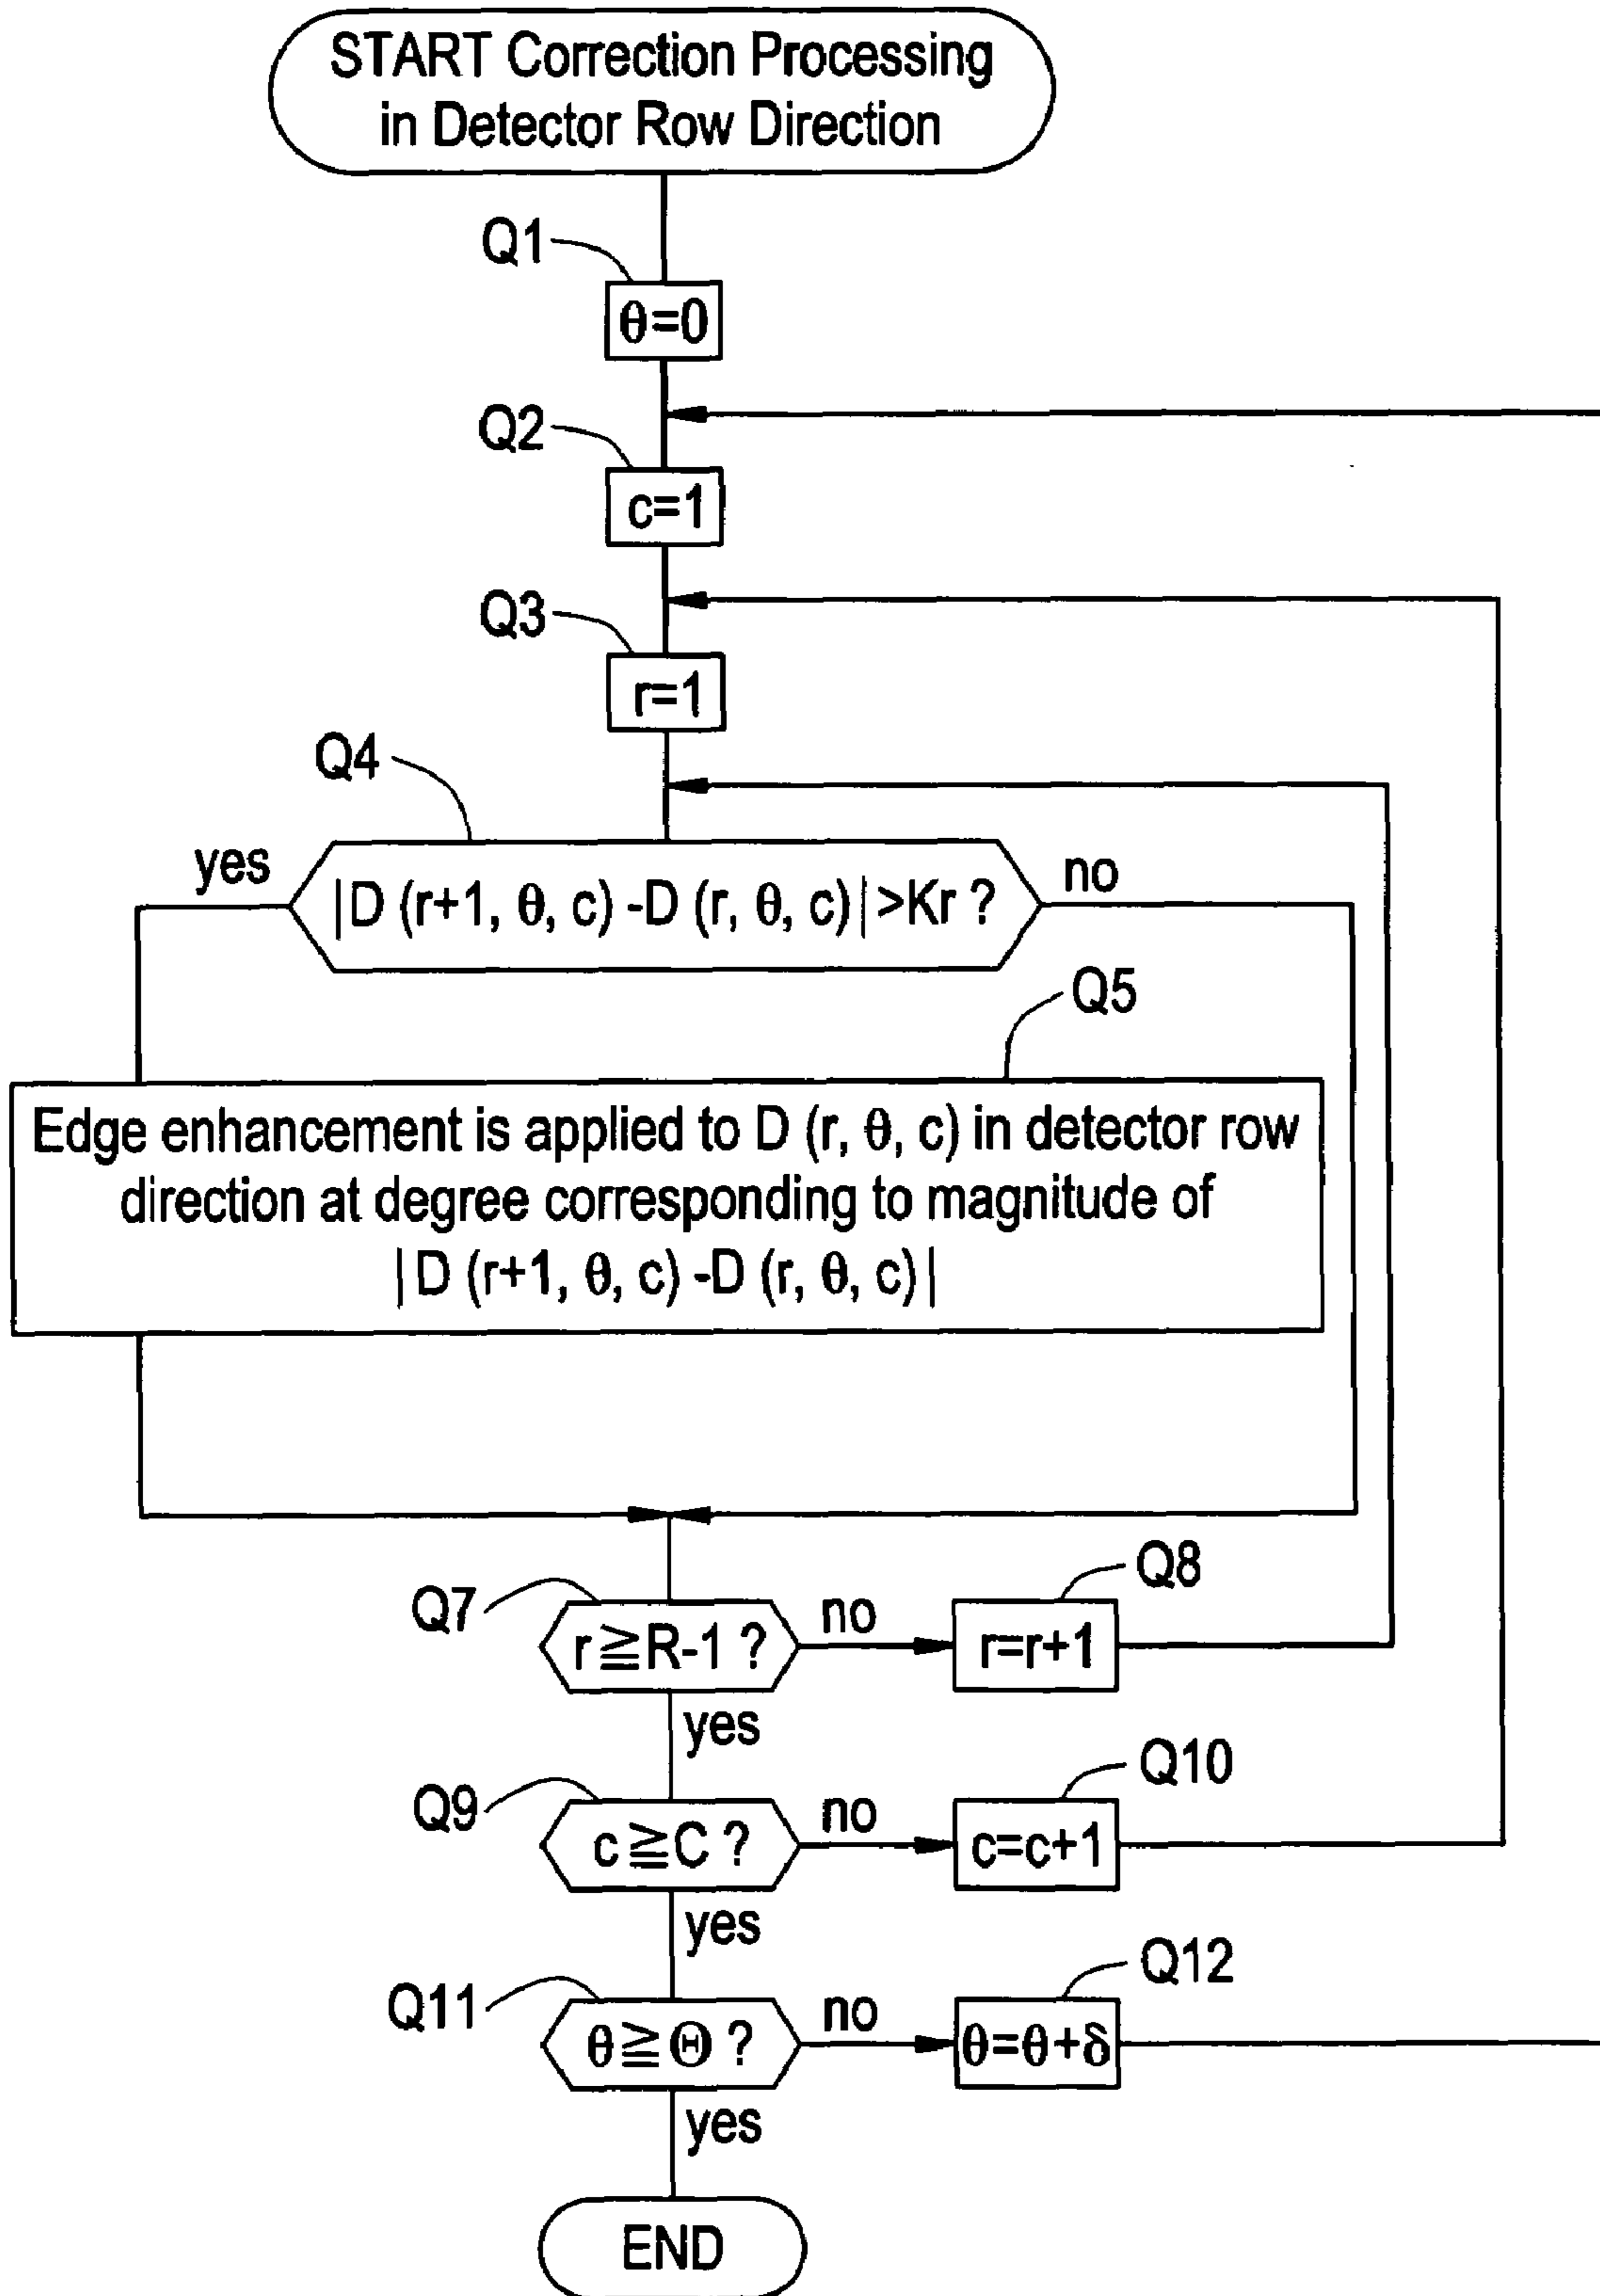 START Correction Processing
in Detector Row Direction
Q1
θ=0
Q2
c=1
Q3
r=1
Q4
yes
|D (r+1, θ, c) -D (r, θ, c)|>Kr ?
no
Q5
Edge enhancement is applied to D (r, θ, c) in detector row
direction at degree corresponding to magnitude of
|D (r+1, θ, c) -D (r, θ, c)|
Q7
r≧R-1 ?
no
Q8
r=r+1
yes
Q9
c≧C ?
no
Q10
c=c+1
yes
Q11
θ≧Θ ?
no
Q12
θ=θ+δ
yes
END